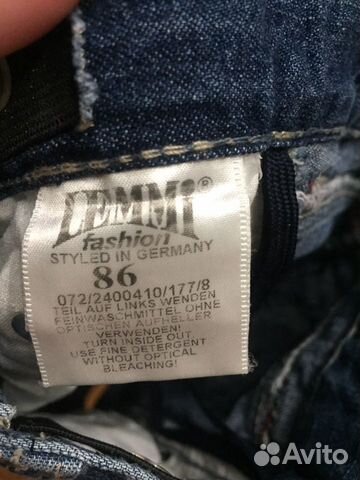 LEMMi®
fashion
STYLED IN GERMANY
86
072/2400410/177/8
TEIL AUF LINKS WENDEN
FEINWASCHMITTEL OHNE
OPTISCHEN AUFHELLER
VERWENDEN!
TURN INSIDE OUT
USE FINE DETERGENT
WITHOUT OPTICAL
BLEACHING!
Avito